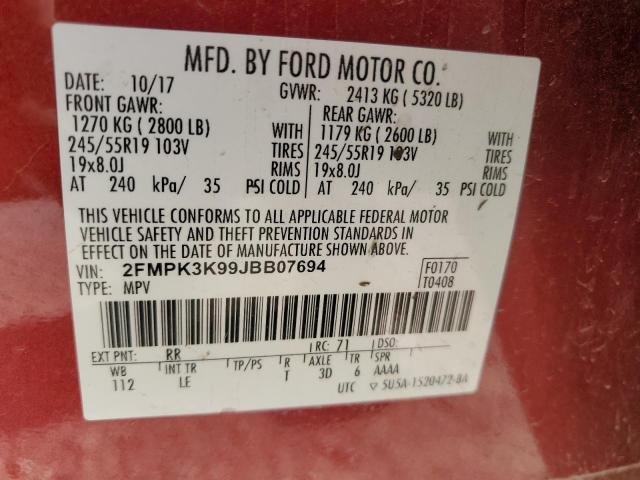 MFD. BY FORD MOTOR CO.
DATE: 10/17 GVWR: 2413 KG ( 5320 LB)
FRONT GAWR: REAR GAWR:
1270 KG ( 2800 LB) WITH 1179 KG ( 2600 LB) WITH
245/55R19 103V TIRES 245/55R19 103V TIRES
19x8.0J RIMS 19x8.0J RIMS
AT 240 kPa/ 35 PSI COLD AT 240 kPa/ 35 PSI COLD
THIS VEHICLE CONFORMS TO ALL APPLICABLE FEDERAL MOTOR
VEHICLE SAFETY AND THEFT PREVENTION STANDARDS IN
EFFECT ON THE DATE OF MANUFACTURE SHOWN ABOVE.
VIN: 2FMPK3K99JBB07694 F0170
TYPE: MPV T0408
EXT PNT: RR RC: 71 DSO:
WB INT TR TP/PS R AXLE TR SPR
112 LE T 3D 6 AAAA
UTC ▽ 5U5A-1520472-BA